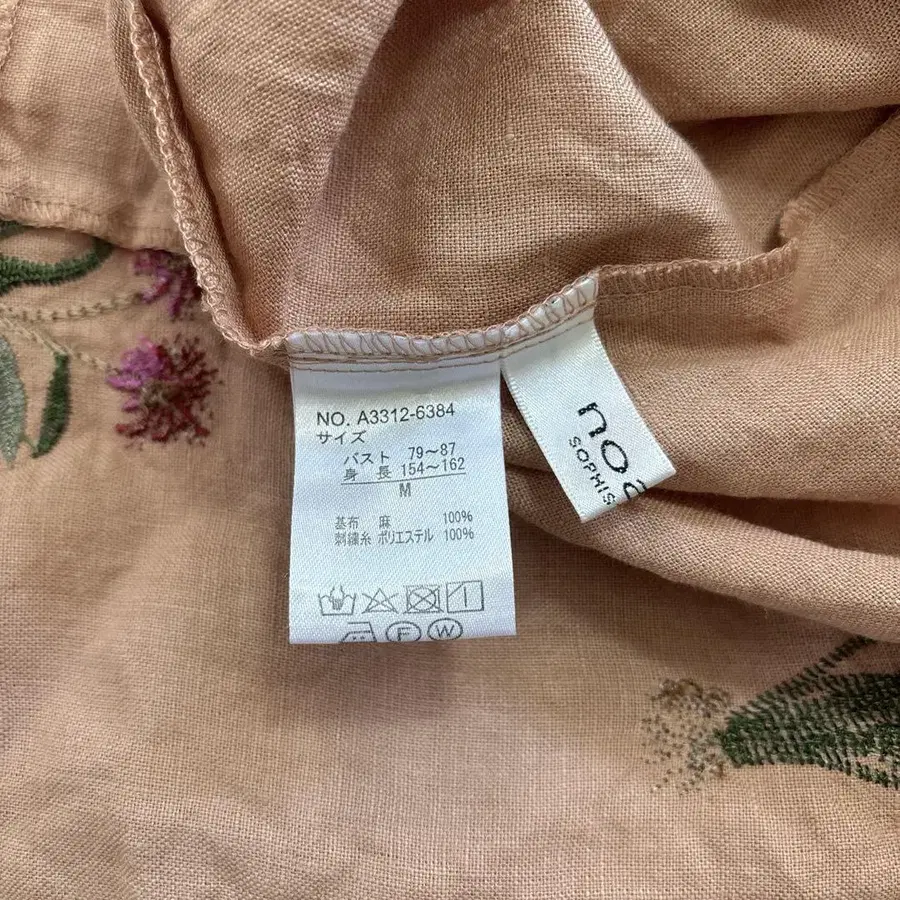 NO. A3312-6384
サイズ
バスト 79～87
身 長 154～162
M
基布 麻 100%
刺繍糸 ポリエステル 100%
F W
no
SOPHIS